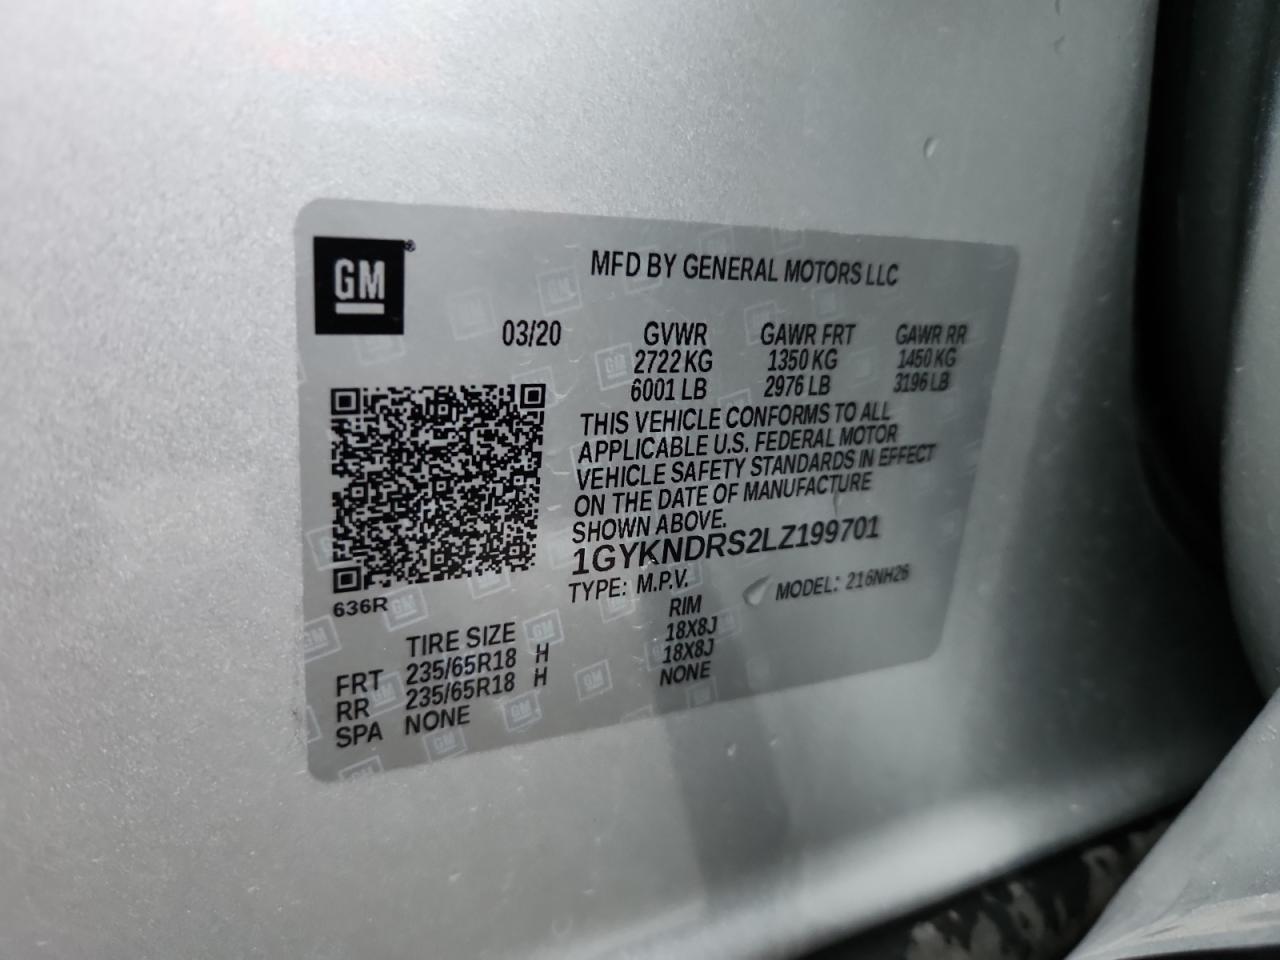 GM ®
MFD BY GENERAL MOTORS LLC
03/20 GVWR GAWR FRT GAWR RR
2722 KG 1350 KG 1450 KG
6001 LB 2976 LB 3196 LB
THIS VEHICLE CONFORMS TO ALL
APPLICABLE U.S. FEDERAL MOTOR
VEHICLE SAFETY STANDARDS IN EFFECT
ON THE DATE OF MANUFACTURE
SHOWN ABOVE.
1GYKNDRS2LZ199701
TYPE: M.P.V. MODEL: 216NH26
636R
TIRE SIZE RIM
FRT 235/65R18 H 18X8J
RR 235/65R18 H 18X8J
SPA NONE NONE